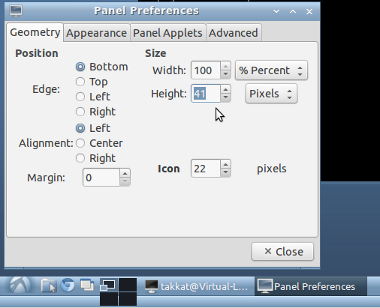 Panel Preferences
Geometry Appearance Panel Applets Advanced
Position Size
Bottom Width: 100 % Percent
Edge: Top
Left Height: 41 Pixels
Right
Left
Alignment: Center
Right Icon 22 pixels
Margin: 0
Close
takkat@Virtual-L... Panel Preferences